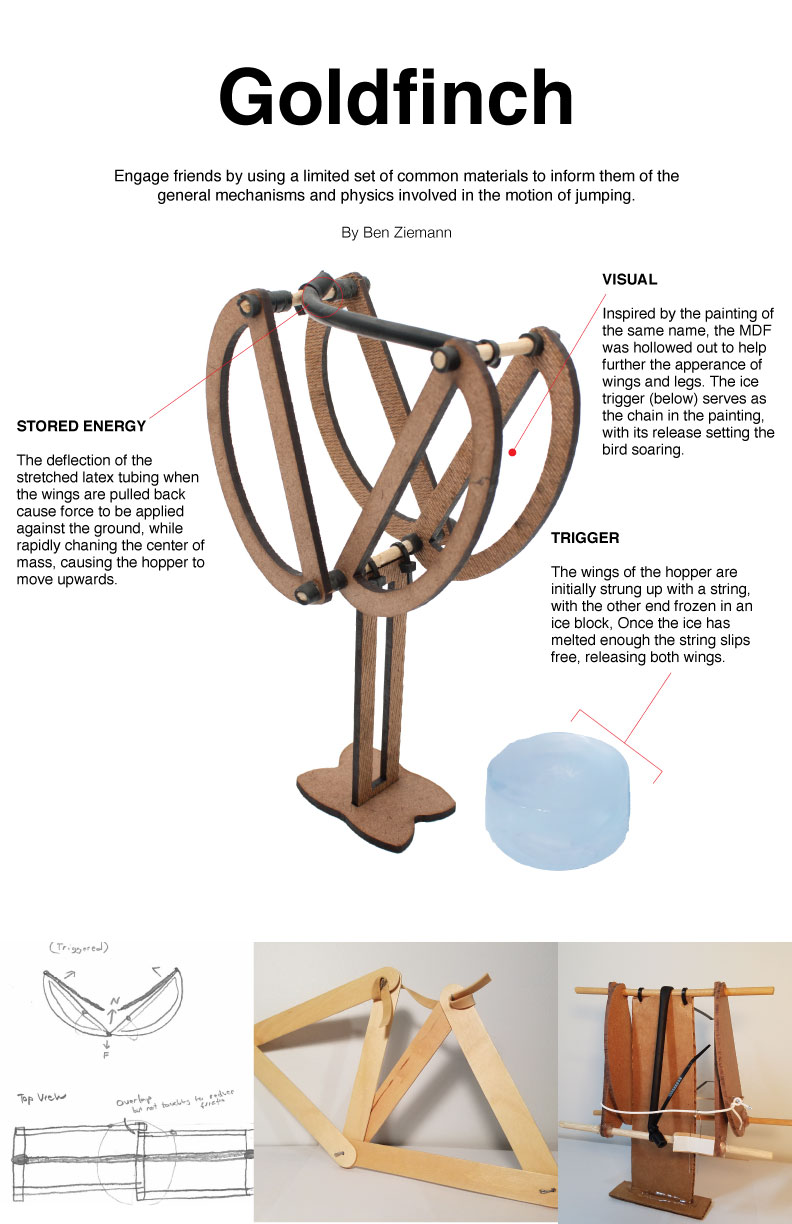 Goldfinch
Engage friends by using a limited set of common materials to inform them of the
general mechanisms and physics involved in the motion of jumping.
By Ben Ziemann
VISUAL
Inspired by the painting of
the same name, the MDF
was hollowed out to help
further the apperance of
wings and legs. The ice
trigger (below) serves as
the chain in the painting,
with its release setting the
bird soaring.
STORED ENERGY
The deflection of the
stretched latex tubing when
the wings are pulled back
cause force to be applied
against the ground, while
rapidly chaning the center of
mass, causing the hopper to
move upwards.
TRIGGER
The wings of the hopper are
initially strung up with a string,
with the other end frozen in an
ice block, Once the ice has
melted enough the string slips
free, releasing both wings.
(Triggered)
N
F
Top View
Overlap
but not touching to reduce